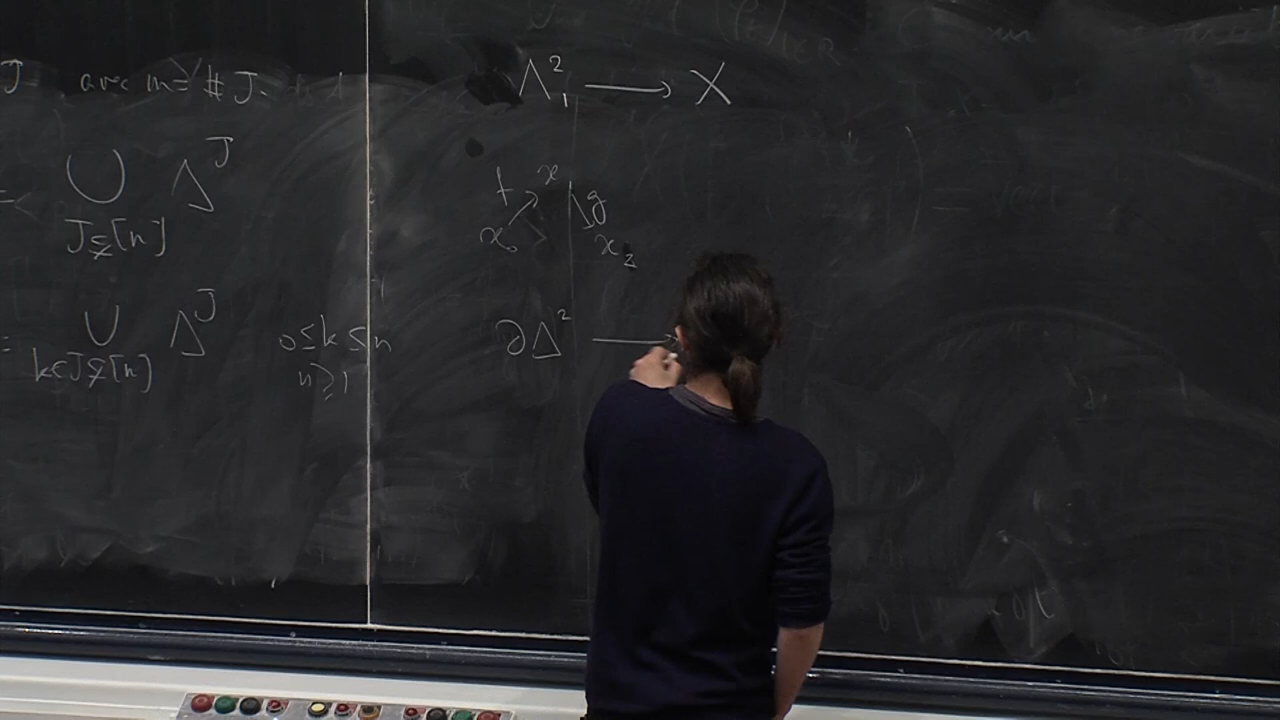 J avec m = # J.
= ⋃ Δ^J
J⊊[n]
= ⋃ Δ^J 0≤k≤n
k∈J⊊[n] n≥1
Λ²₁ → X
f x
x₀ g
x₂
∂Δ² →